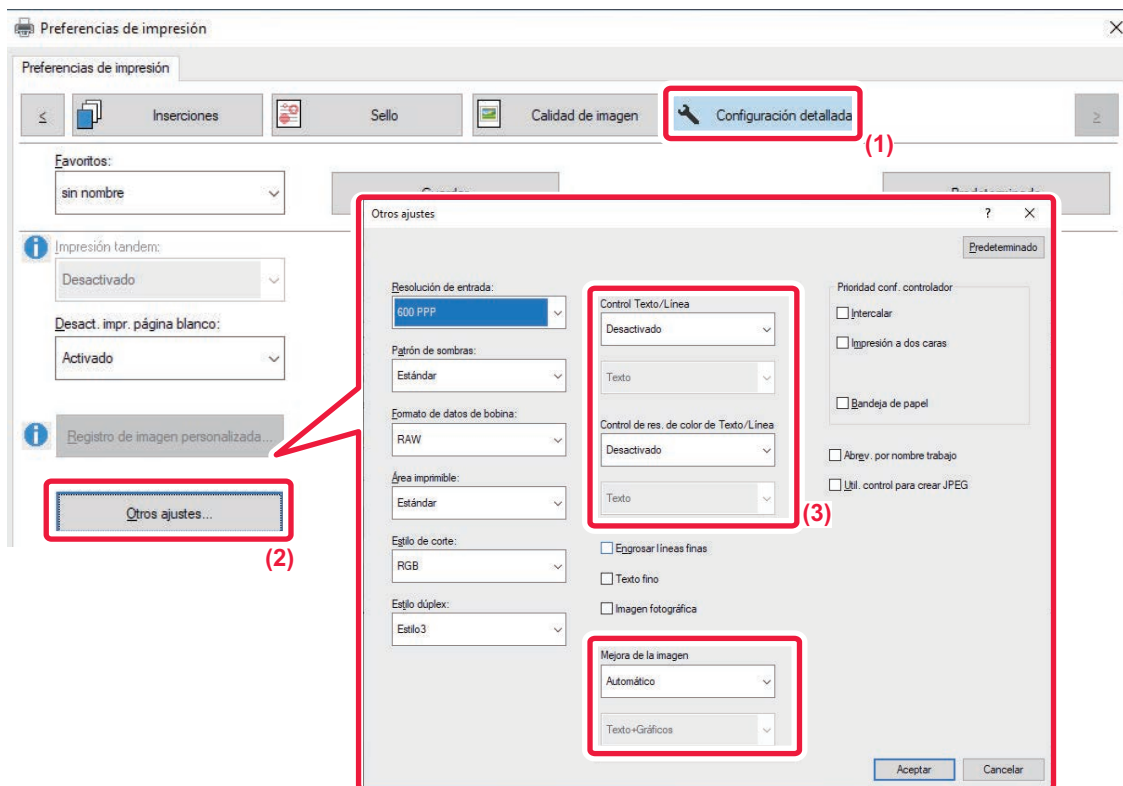 Preferencias de impresión
Preferencias de impresión
<
Inserciones
Sello
Calidad de imagen
Configuración detallada
>
(1)
Favoritos:
sin nombre
Impresión tandem:
Desactivado
Desact. impr. página blanco:
Activado
Registro de imagen personalizada...
Otros ajustes...
(2)
Otros ajustes
?
Predeterminado
Resolución de entrada:
600 PPP
Patrón de sombras:
Estándar
Formato de datos de bobina:
RAW
Área imprimible:
Estándar
Estilo de corte:
RGB
Estilo dúplex:
Estilo3
Control Texto/Línea
Desactivado
Texto
Control de res. de color de Texto/Línea
Desactivado
Texto
(3)
Engrosar líneas finas
Texto fino
Imagen fotográfica
Mejora de la imagen
Automático
Texto+Gráficos
Prioridad conf. controlador
Intercalar
Impresión a dos caras
Bandeja de papel
Abrev. por nombre trabajo
Util. control para crear JPEG
Aceptar
Cancelar